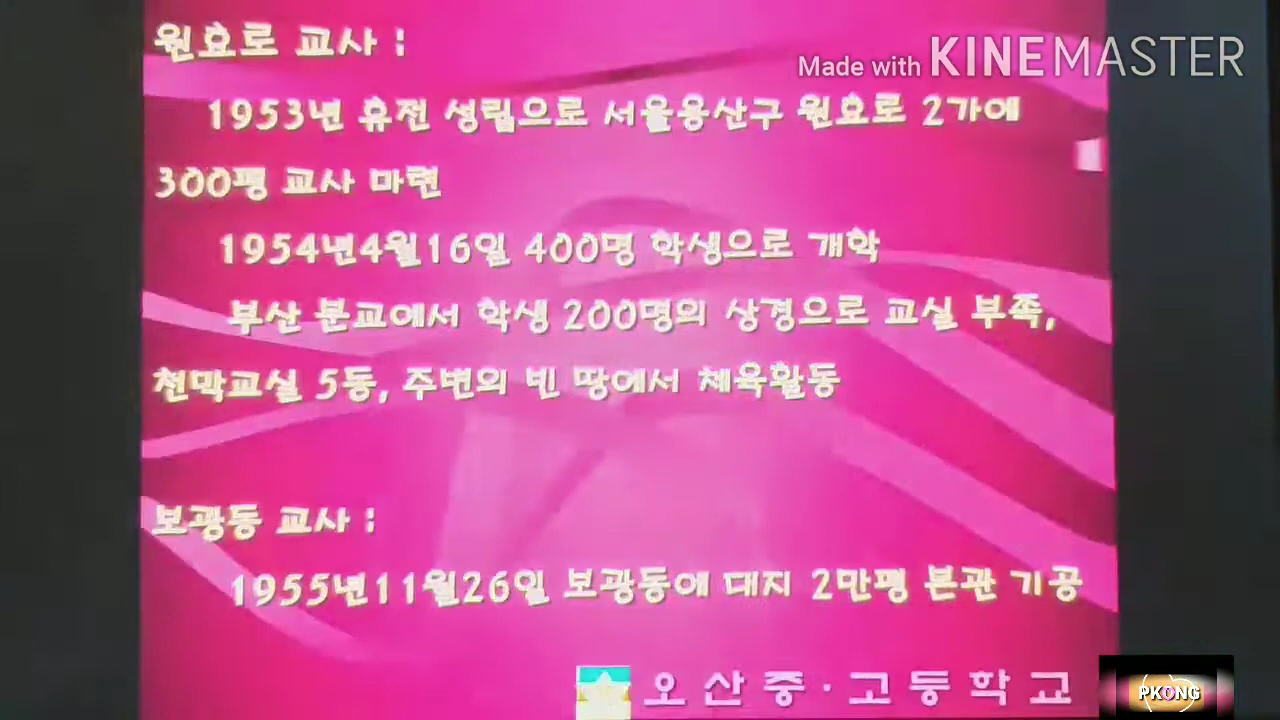 원효로 교사 :
Made with KINEMASTER
1953년 휴전 성립으로 서울용산구 원효로 2가에
300평 교사 마련
1954년4월16일 400명 학생으로 개학
부산 분교에서 학생 200명의 상경으로 교실 부족,
천막교실 5동, 주변의 빈 땅에서 체육활동
보광동 교사 :
1955년11월26일 보광동에 대지 2만평 본관 기공
오산중·고등학교
PKONG